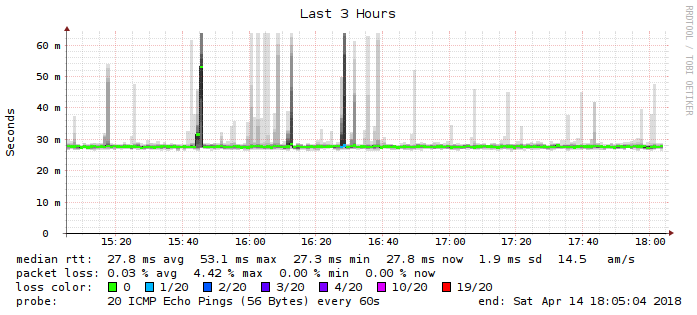 Last 3 Hours
RRDTOOL / TOBI OETIKER
Seconds
60 m
50 m
40 m
30 m
20 m
10 m
0
15:20 15:40 16:00 16:20 16:40 17:00 17:20 17:40 18:00
median rtt: 27.8 ms avg 53.1 ms max 27.3 ms min 27.8 ms now 1.9 ms sd 14.5 am/s
packet loss: 0.03 % avg 4.42 % max 0.00 % min 0.00 % now
loss color: 0 1/20 2/20 3/20 4/20 10/20 19/20
probe: 20 ICMP Echo Pings (56 Bytes) every 60s end: Sat Apr 14 18:05:04 2018